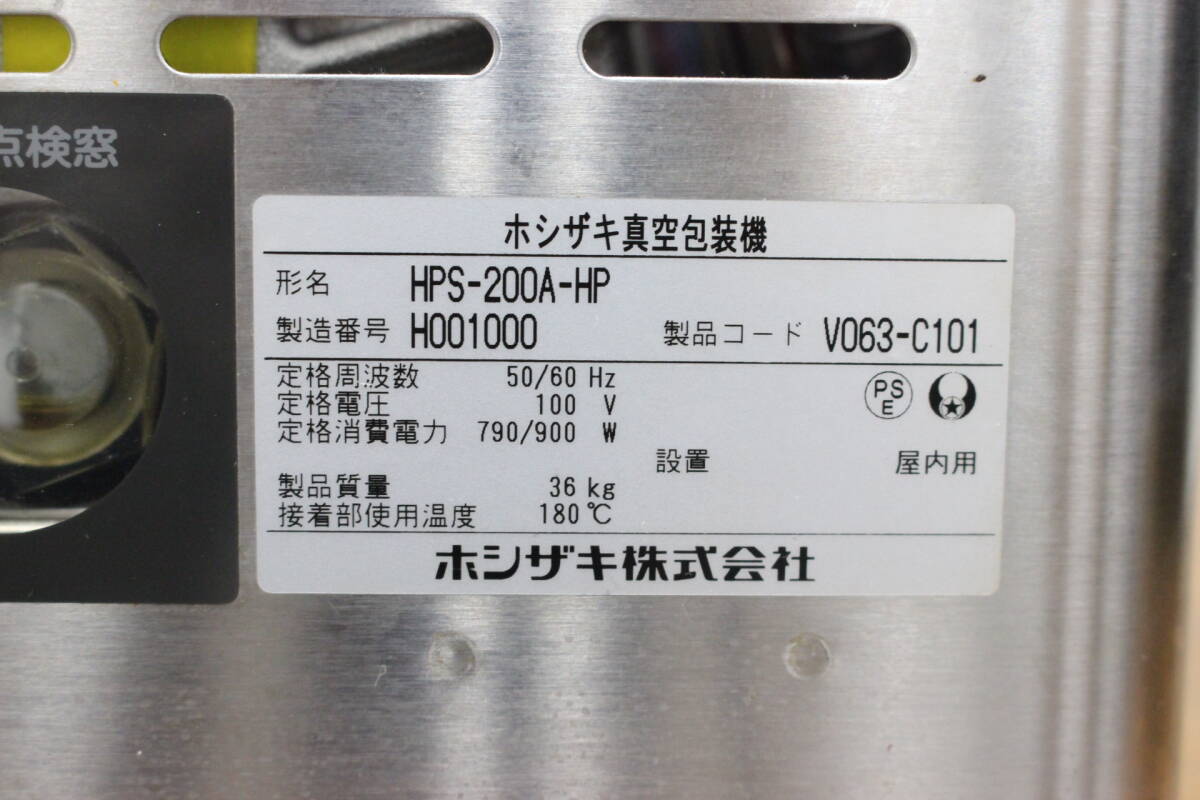 点検窓
ホシザキ真空包装機
形名 HPS-200A-HP
製造番号 H001000 製品コード V063-C101
定格周波数 50/60 Hz
定格電圧 100 V
定格消費電力 790/900 W
PS
E
設置 屋内用
製品質量 36 kg
接着部使用温度 180℃
ホシザキ株式会社